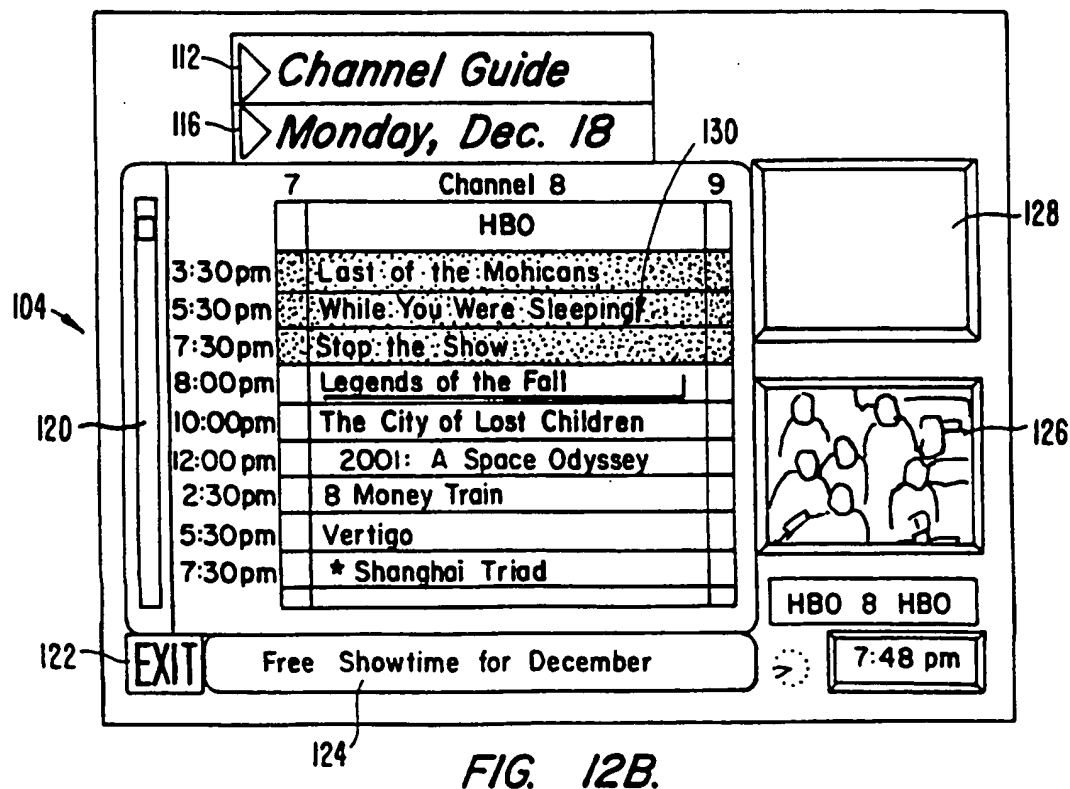 112
Channel Guide
116
Monday, Dec. 18
130
7 Channel 8 9
HBO
128
3:30pm Last of the Mohicans
5:30pm While You Were Sleeping
104
7:30pm Stop the Show
8:00pm Legends of the Fall
120
10:00pm The City of Lost Children
126
12:00pm 2001: A Space Odyssey
2:30pm 8 Money Train
5:30pm Vertigo
7:30pm * Shanghai Triad
HBO 8 HBO
122
EXIT
Free Showtime for December
7:48 pm
124
FIG. 12B.